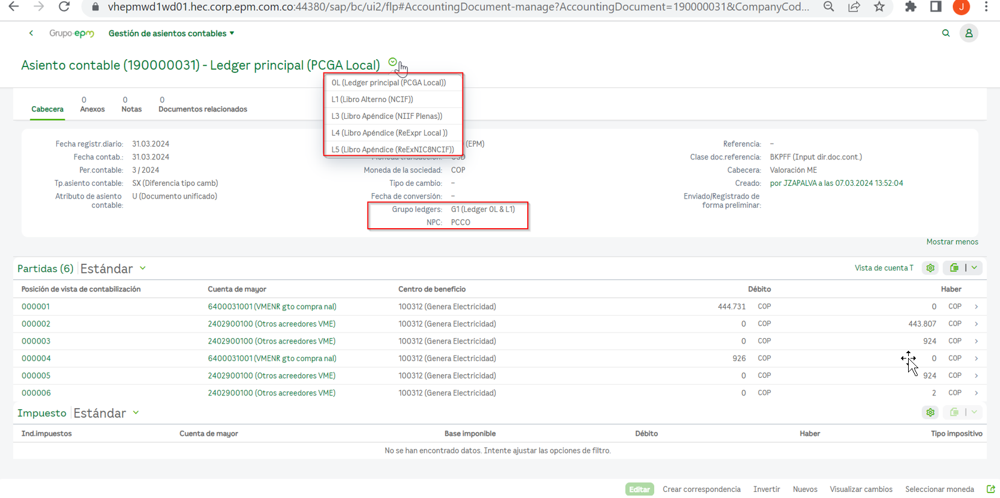 vhepmwd1wd01.hec.corp.epm.com.co:44380/sap/bc/ui2/flp#AccountingDocument-manage?AccountingDocument=190000031&CompanyCod...
J
Grupo·epm Gestión de asientos contables
Asiento contable (190000031) - Ledger principal (PCGA Local)
0L (Ledger principal (PCGA Local))
L1 (Libro Alterno (NCIF))
L3 (Libro Apéndice (NIIF Plenas))
L4 (Libro Apéndice (ReExpr Local ))
L5 (Libro Apéndice (ReExNIC8NCIF))
0 0 0
Cabecera Anexos Notas Documentos relacionados
Fecha registr.diario: 31.03.2024 (EPM) Referencia: –
Fecha contab.: 31.03.2024 Moneda transacción: USD Clase doc.referencia: BKPFF (Input dir.doc.cont.)
Per.contable: 3 / 2024 Moneda de la sociedad: COP Cabecera: Valoración ME
Tp.asiento contable: SX (Diferencia tipo camb) Tipo de cambio: – Creado: por JZAPALVA a las 07.03.2024 13:52:04
Atributo de asiento contable: U (Documento unificado) Fecha de conversión: – Enviado/Registrado de forma preliminar:
Grupo ledgers: G1 (Ledger 0L & L1)
NPC: PCCO
Mostrar menos
Partidas (6) Estándar Vista de cuenta T
Posición de vista de contabilización Cuenta de mayor Centro de beneficio Débito Haber
000001 6400031001 (VMENR gto compra nal) 100312 (Genera Electricidad) 444.731 COP 0 COP
000002 2402900100 (Otros acreedores VME) 100312 (Genera Electricidad) 0 COP 443.807 COP
000003 2402900100 (Otros acreedores VME) 100312 (Genera Electricidad) 0 COP 924 COP
000004 6400031001 (VMENR gto compra nal) 100312 (Genera Electricidad) 926 COP 0 COP
000005 2402900100 (Otros acreedores VME) 100312 (Genera Electricidad) 0 COP 924 COP
000006 2402900100 (Otros acreedores VME) 100312 (Genera Electricidad) 0 COP 2 COP
Impuesto Estándar
Ind.impuestos Cuenta de mayor Base imponible Débito Haber Tipo impositivo
No se han encontrado datos. Intente ajustar las opciones de filtro.
Editar Crear correspondencia Invertir Nuevos Visualizar cambios Seleccionar moneda